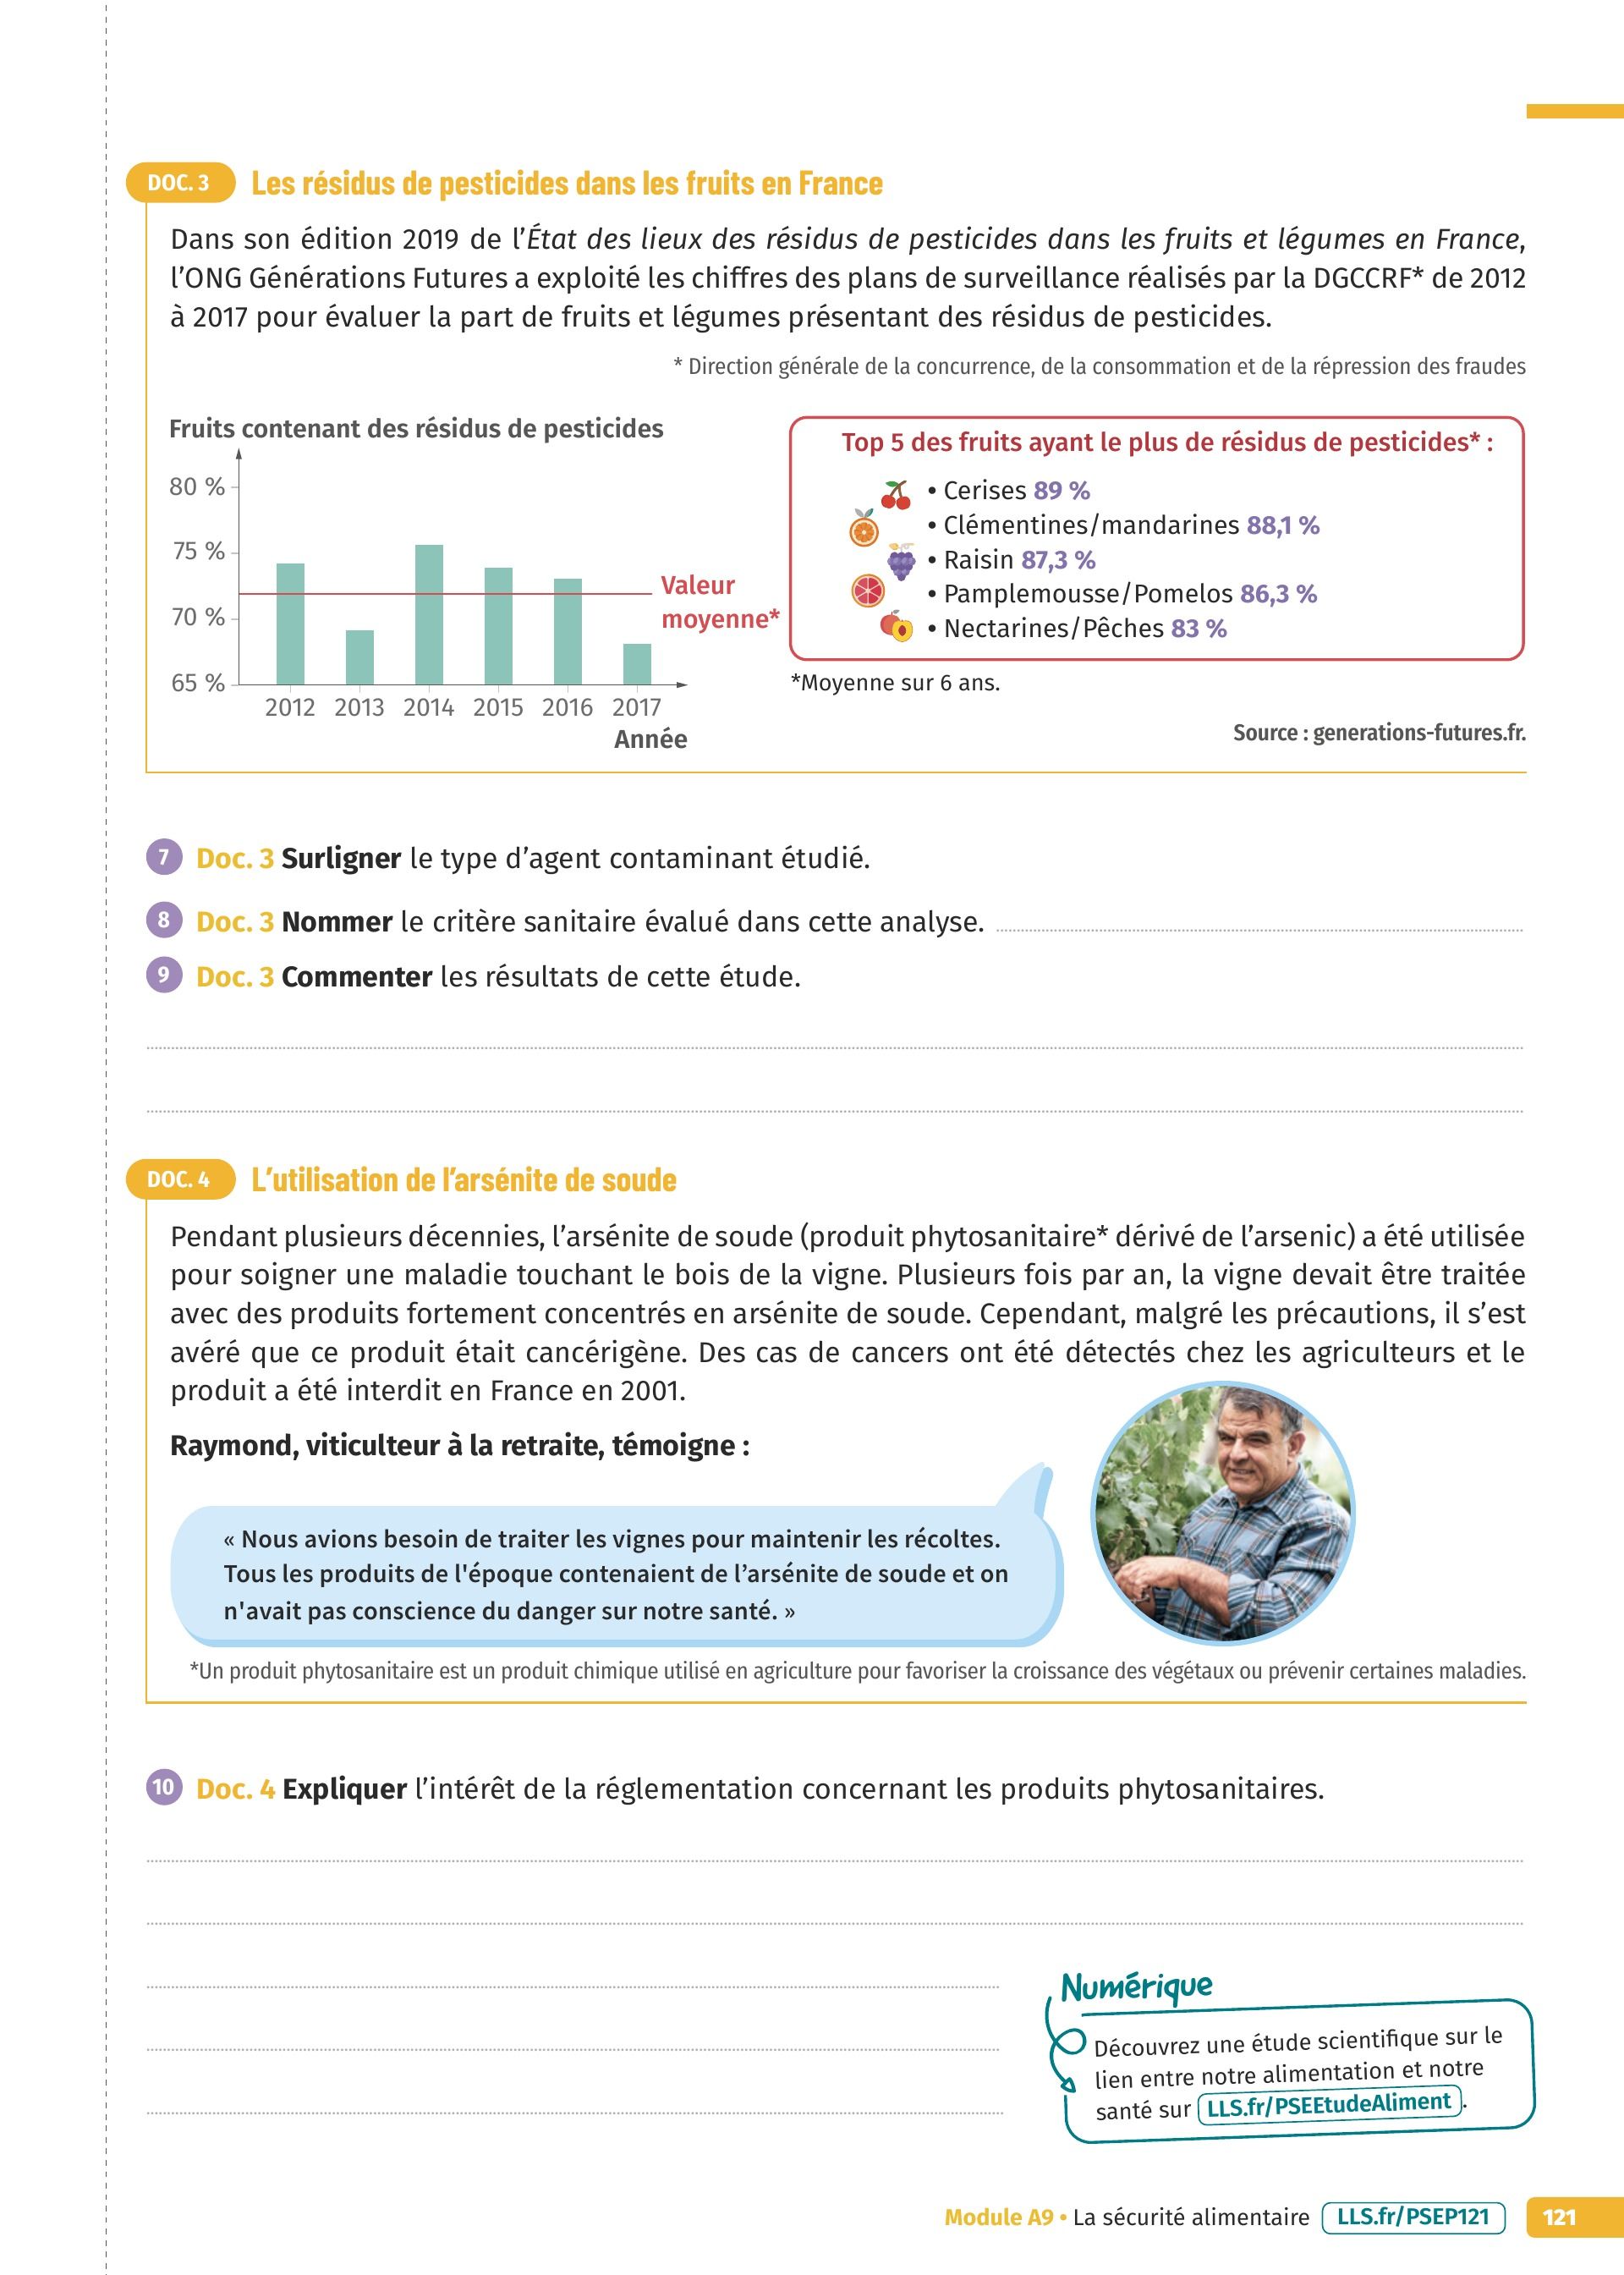 DOC. 3 Les résidus de pesticides dans les fruits en France
Dans son édition 2019 de l’État des lieux des résidus de pesticides dans les fruits et légumes en France,
l’ONG Générations Futures a exploité les chiffres des plans de surveillance réalisés par la DGCCRF* de 2012
à 2017 pour évaluer la part de fruits et légumes présentant des résidus de pesticides.
* Direction générale de la concurrence, de la consommation et de la répression des fraudes
Fruits contenant des résidus de pesticides
80 %
75 %
70 %
65 %
2012 2013 2014 2015 2016 2017
Année
Valeur
moyenne*
Top 5 des fruits ayant le plus de résidus de pesticides* :
• Cerises 89 %
• Clémentines/mandarines 88,1 %
• Raisin 87,3 %
• Pamplemousse/Pomelos 86,3 %
• Nectarines/Pêches 83 %
*Moyenne sur 6 ans.
Source : generations-futures.fr.
7 Doc. 3 Surligner le type d’agent contaminant étudié.
8 Doc. 3 Nommer le critère sanitaire évalué dans cette analyse.
9 Doc. 3 Commenter les résultats de cette étude.
DOC. 4 L’utilisation de l’arsénite de soude
Pendant plusieurs décennies, l’arsénite de soude (produit phytosanitaire* dérivé de l’arsenic) a été utilisée
pour soigner une maladie touchant le bois de la vigne. Plusieurs fois par an, la vigne devait être traitée
avec des produits fortement concentrés en arsénite de soude. Cependant, malgré les précautions, il s’est
avéré que ce produit était cancérigène. Des cas de cancers ont été détectés chez les agriculteurs et le
produit a été interdit en France en 2001.
Raymond, viticulteur à la retraite, témoigne :
« Nous avions besoin de traiter les vignes pour maintenir les récoltes.
Tous les produits de l'époque contenaient de l’arsénite de soude et on
n'avait pas conscience du danger sur notre santé. »
*Un produit phytosanitaire est un produit chimique utilisé en agriculture pour favoriser la croissance des végétaux ou prévenir certaines maladies.
10 Doc. 4 Expliquer l’intérêt de la réglementation concernant les produits phytosanitaires.
Numérique
Découvrez une étude scientifique sur le
lien entre notre alimentation et notre
santé sur LLS.fr/PSEEtudeAliment.
Module A9 • La sécurité alimentaire LLS.fr/PSEP121 121